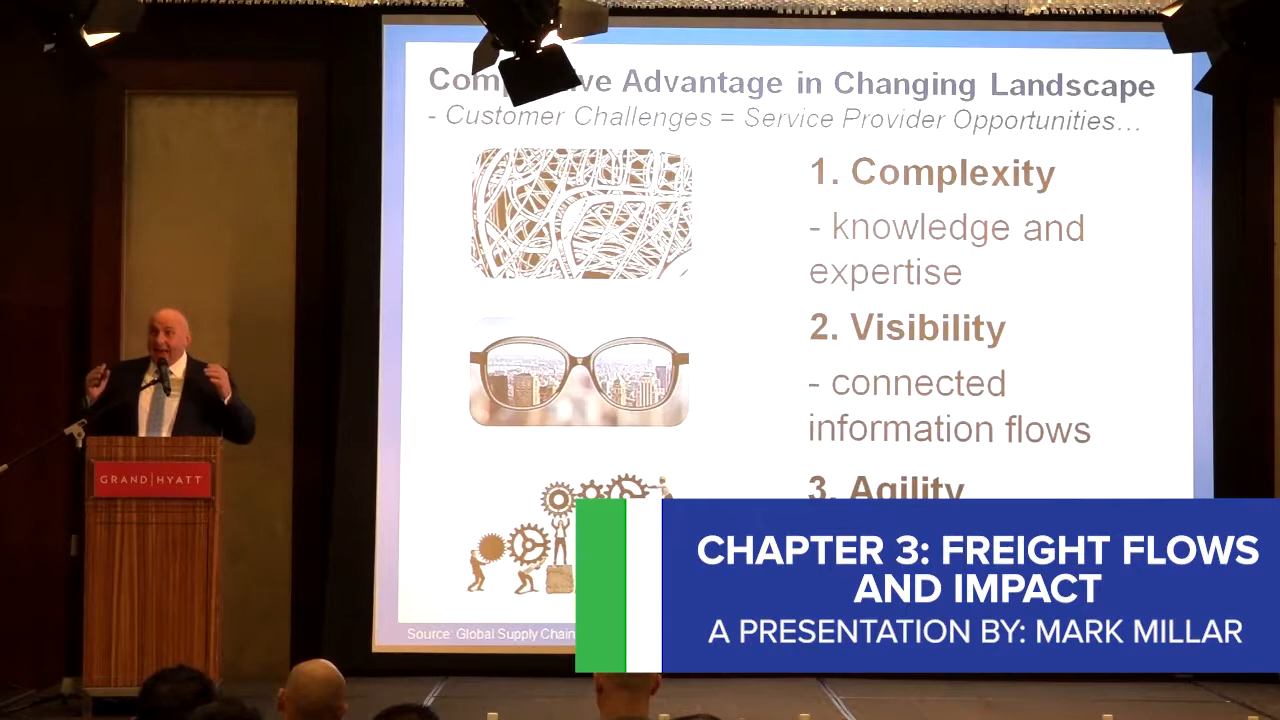 Advantage in Changing Landscape
- Customer Challenges = Service Provider Opportunities...
1. Complexity
- knowledge and
expertise
2. Visibility
- connected
information flows
3. Agility
GRAND|HYATT
CHAPTER 3: FREIGHT FLOWS
AND IMPACT
A PRESENTATION BY: MARK MILLAR
Source: Global Supply Chain